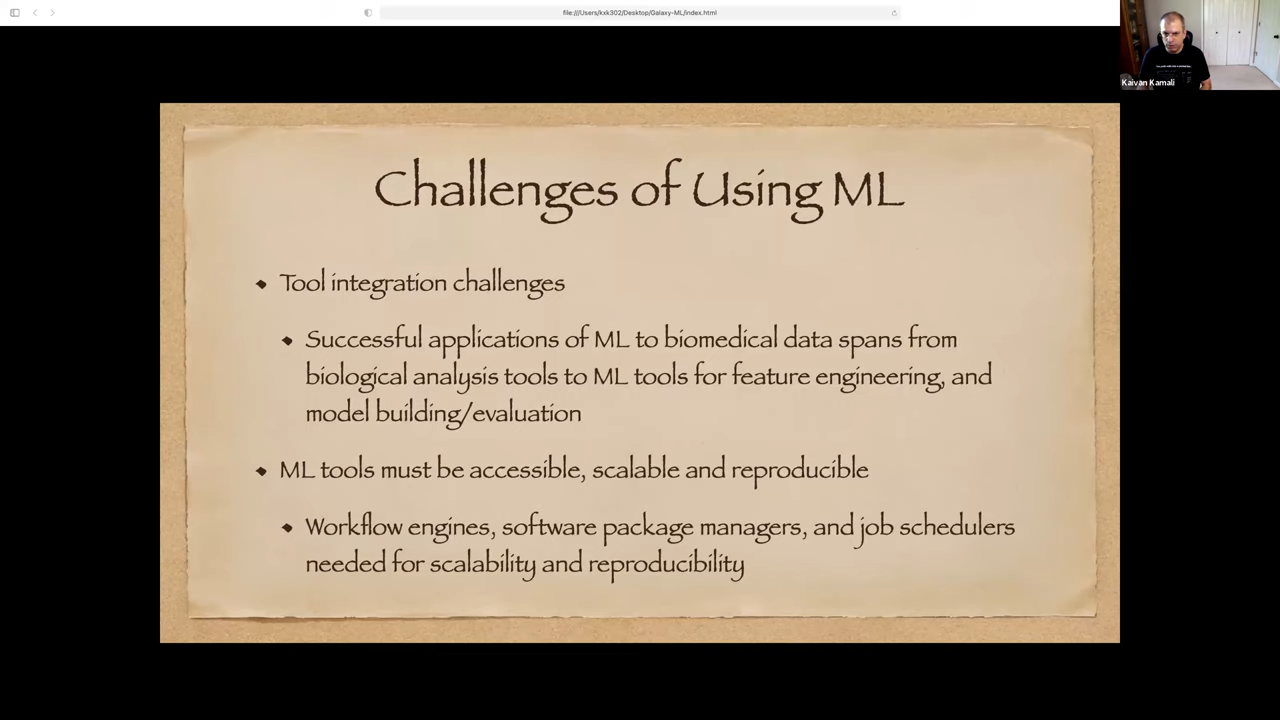 file:///Users/kxk302/Desktop/Galaxy-ML/index.html
Kaivan Kamali
Challenges of Using ML
Tool integration challenges
Successful applications of ML to biomedical data spans from
biological analysis tools to ML tools for feature engineering, and
model building/evaluation
ML tools must be accessible, scalable and reproducible
Workflow engines, software package managers, and job schedulers
needed for scalability and reproducibility